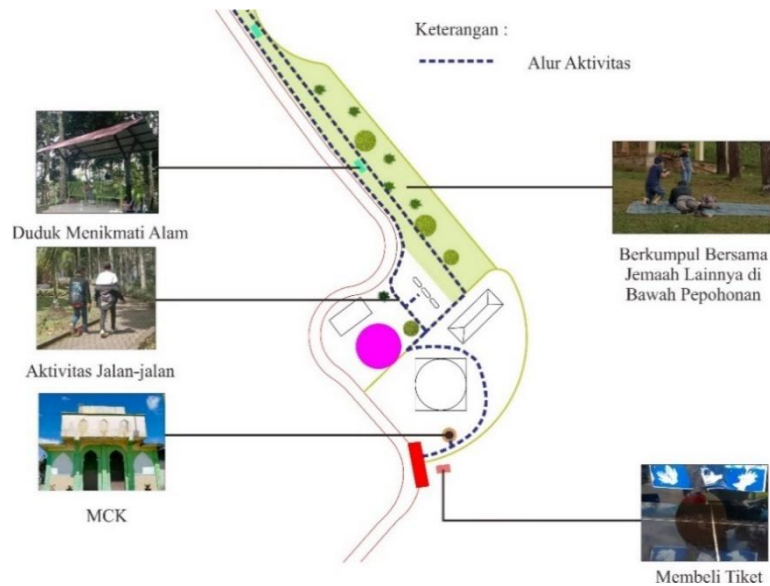 Keterangan :
Alur Aktivitas
Duduk Menikmati Alam
Berkumpul Bersama
Jemaah Lainnya di
Bawah Pepohonan
Aktivitas Jalan-jalan
MCK
Membeli Tiket